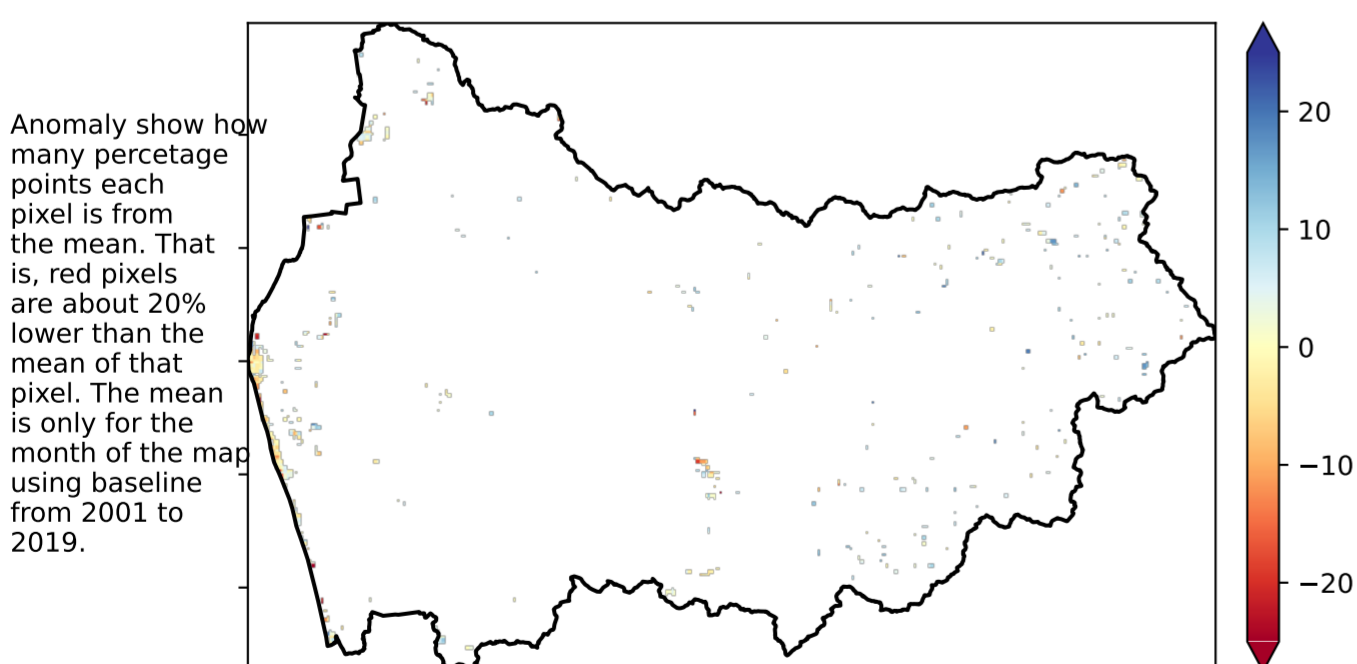 Anomaly show how
many percetage
points each
pixel is from
the mean. That
is, red pixels
are about 20%
lower than the
mean of that
pixel. The mean
is only for the
month of the map
using baseline
from 2001 to
2019.
20
10
0
−10
−20